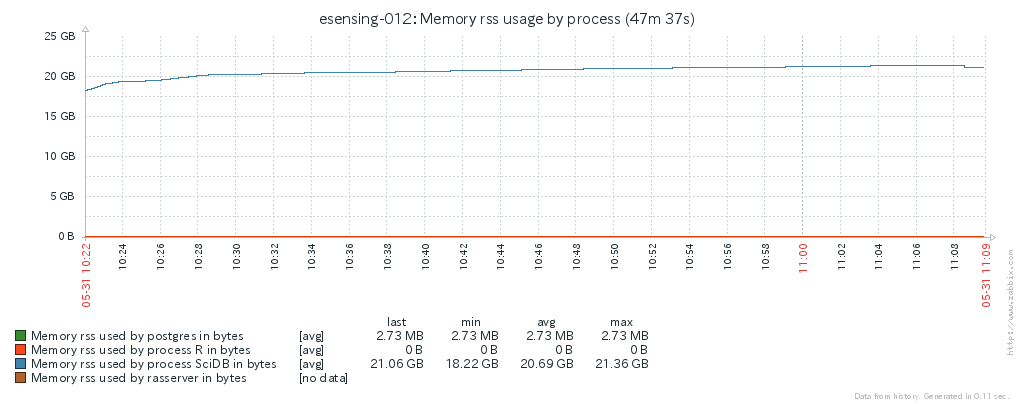 esensing-012: Memory rss usage by process (47m 37s)
25 GB
20 GB
15 GB
10 GB
5 GB
0 B
05-31 10:22
10:24
10:26
10:28
10:30
10:32
10:34
10:36
10:38
10:40
10:42
10:44
10:46
10:48
10:50
10:52
10:54
10:56
10:58
11:00
11:02
11:04
11:06
11:08
05-31 11:09
last min avg max
Memory rss used by postgres in bytes [avg] 2.73 MB 2.73 MB 2.73 MB 2.73 MB
Memory rss used by process R in bytes [avg] 0 B 0 B 0 B 0 B
Memory rss used by process SciDB in bytes [avg] 21.06 GB 18.22 GB 20.69 GB 21.36 GB
Memory rss used by rasserver in bytes [no data]
http://www.zabbix.com
Data from history. Generated in 0.11 sec.